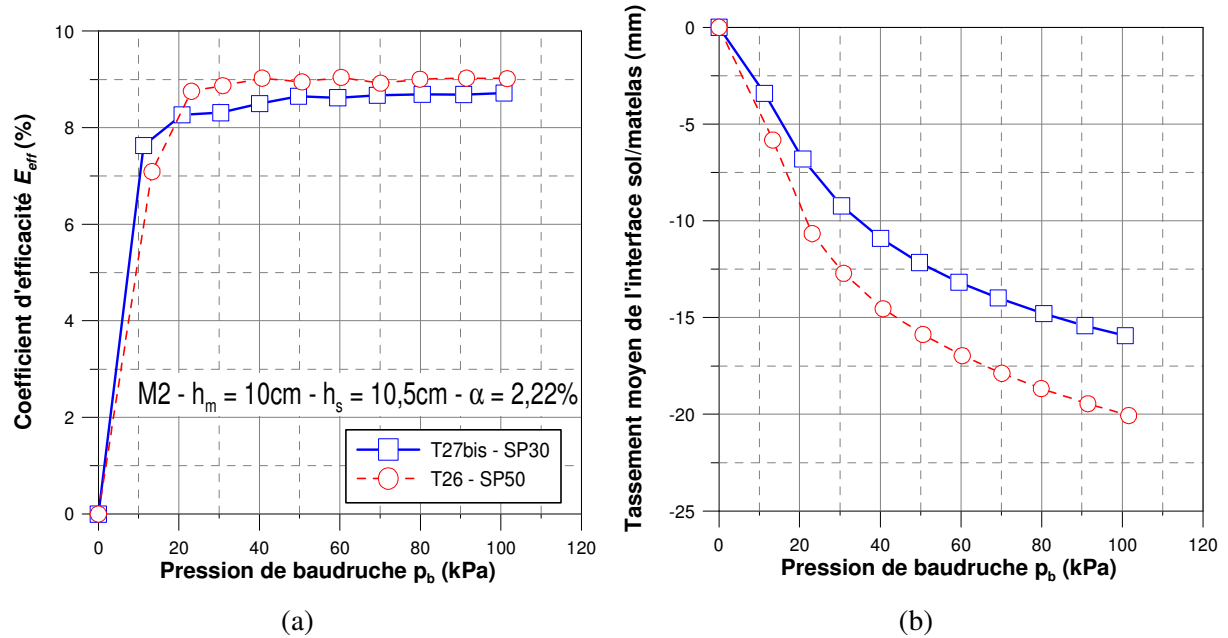 10
8
6
4
2
0
Coefficient d'efficacité E_eff (%)
M2 - h_m = 10cm - h_s = 10,5cm - α = 2,22%
T27bis - SP30
T26 - SP50
0 20 40 60 80 100 120
Pression de baudruche p_b (kPa)
(a)
0
-5
-10
-15
-20
-25
Tassement moyen de l'interface sol/matelas (mm)
0 20 40 60 80 100 120
Pression de baudruche p_b (kPa)
(b)